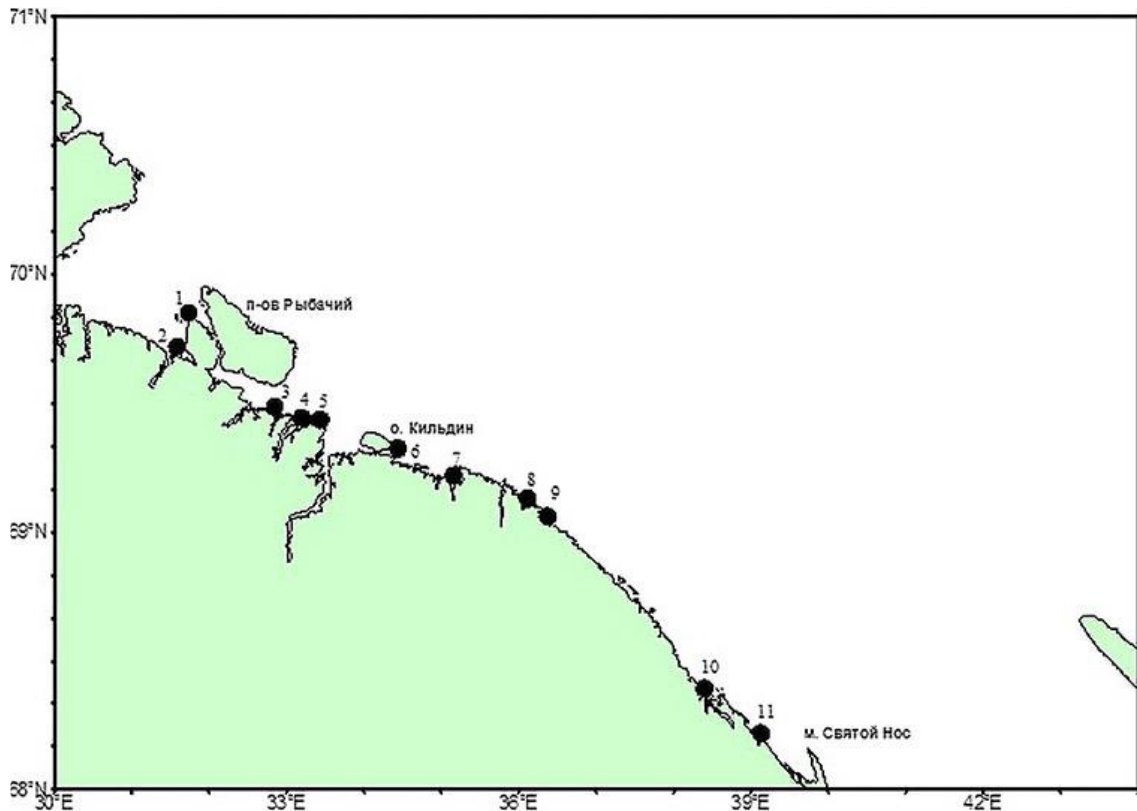 71°N
70°N
1
п-ов Рыбачий
2
3
4
5
о. Кильдин
6
7
8
9
69°N
10
11
м. Святой Нос
68°N
30°E
33°E
36°E
39°E
42°E